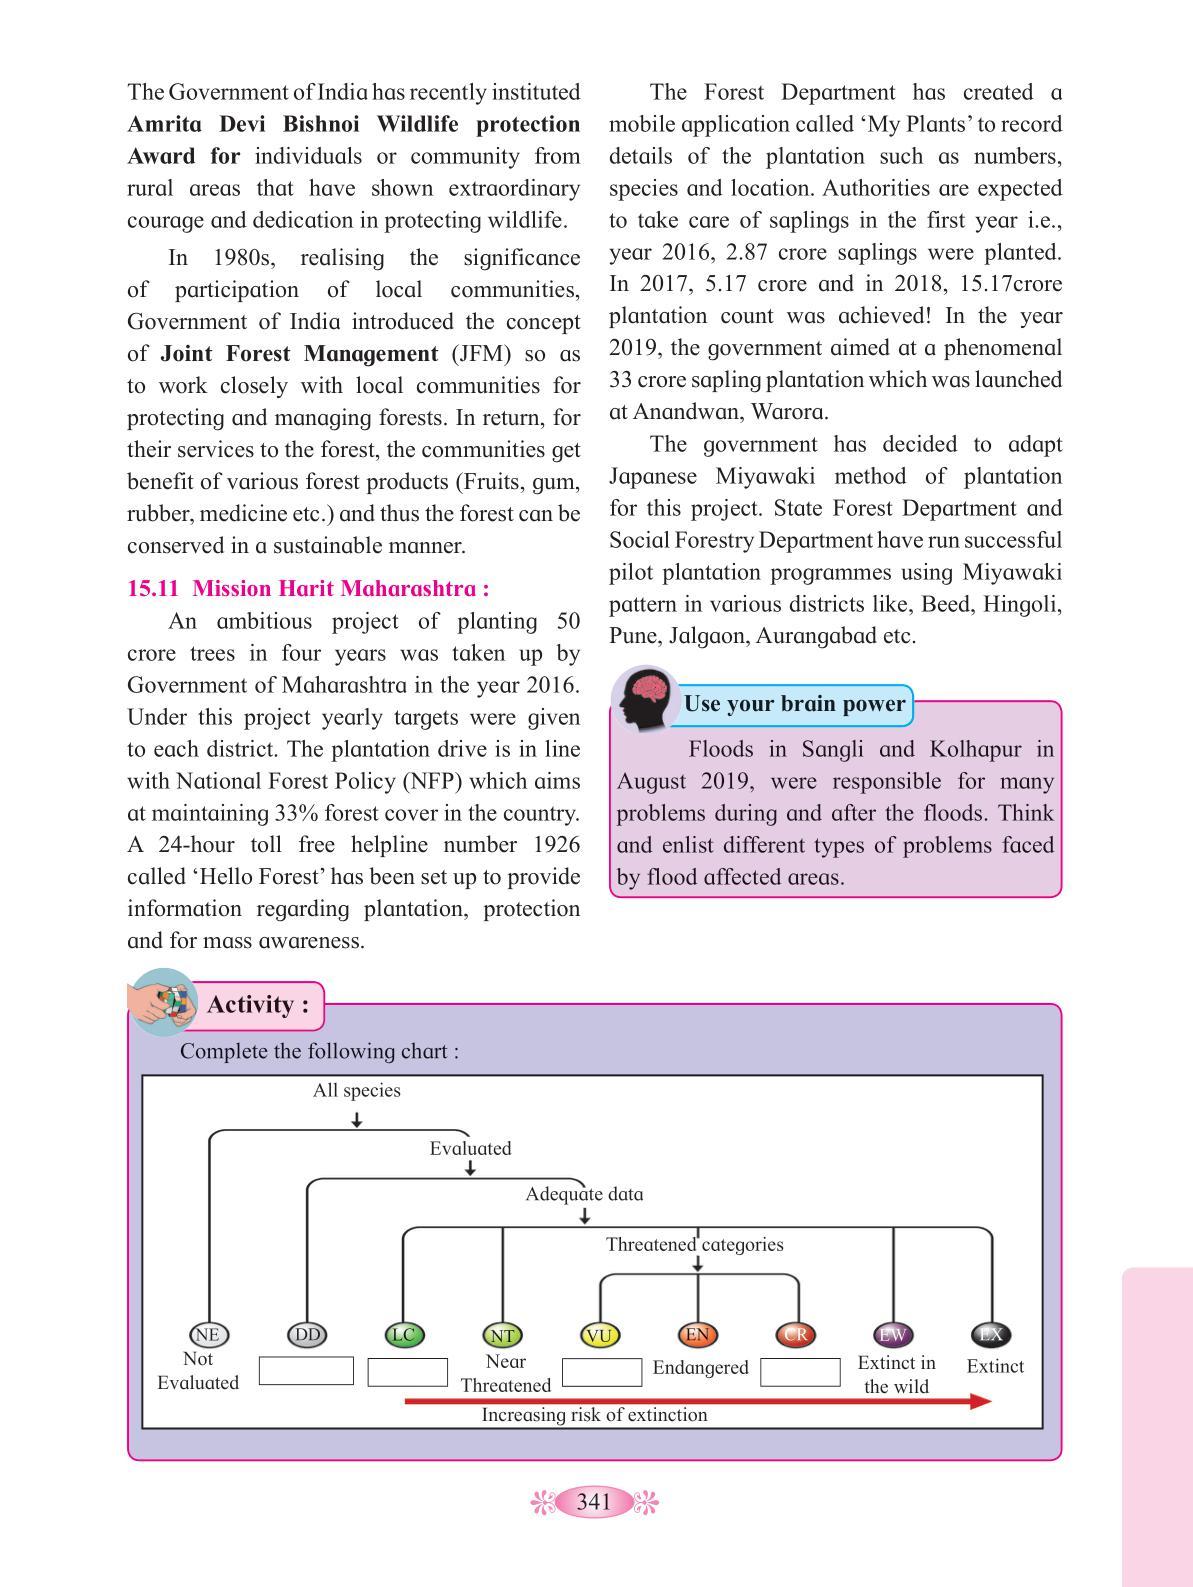 The Government of India has recently instituted
Amrita Devi Bishnoi Wildlife protection
Award for individuals or community from
rural areas that have shown extraordinary
courage and dedication in protecting wildlife.
In 1980s, realising the significance
of participation of local communities,
Government of India introduced the concept
of Joint Forest Management (JFM) so as
to work closely with local communities for
protecting and managing forests. In return, for
their services to the forest, the communities get
benefit of various forest products (Fruits, gum,
rubber, medicine etc.) and thus the forest can be
conserved in a sustainable manner.
15.11 Mission Harit Maharashtra :
An ambitious project of planting 50
crore trees in four years was taken up by
Government of Maharashtra in the year 2016.
Under this project yearly targets were given
to each district. The plantation drive is in line
with National Forest Policy (NFP) which aims
at maintaining 33% forest cover in the country.
A 24-hour toll free helpline number 1926
called ‘Hello Forest’ has been set up to provide
information regarding plantation, protection
and for mass awareness.
The Forest Department has created a
mobile application called ‘My Plants’ to record
details of the plantation such as numbers,
species and location. Authorities are expected
to take care of saplings in the first year i.e.,
year 2016, 2.87 crore saplings were planted.
In 2017, 5.17 crore and in 2018, 15.17crore
plantation count was achieved! In the year
2019, the government aimed at a phenomenal
33 crore sapling plantation which was launched
at Anandwan, Warora.
The government has decided to adapt
Japanese Miyawaki method of plantation
for this project. State Forest Department and
Social Forestry Department have run successful
pilot plantation programmes using Miyawaki
pattern in various districts like, Beed, Hingoli,
Pune, Jalgaon, Aurangabad etc.
Use your brain power
Floods in Sangli and Kolhapur in
August 2019, were responsible for many
problems during and after the floods. Think
and enlist different types of problems faced
by flood affected areas.
Activity :
Complete the following chart :
All species
Evaluated
Adequate data
Threatened categories
NE DD LC NT VU EN CR EW EX
Not Near Endangered Extinct in Extinct
Evaluated Threatened the wild
Increasing risk of extinction
341